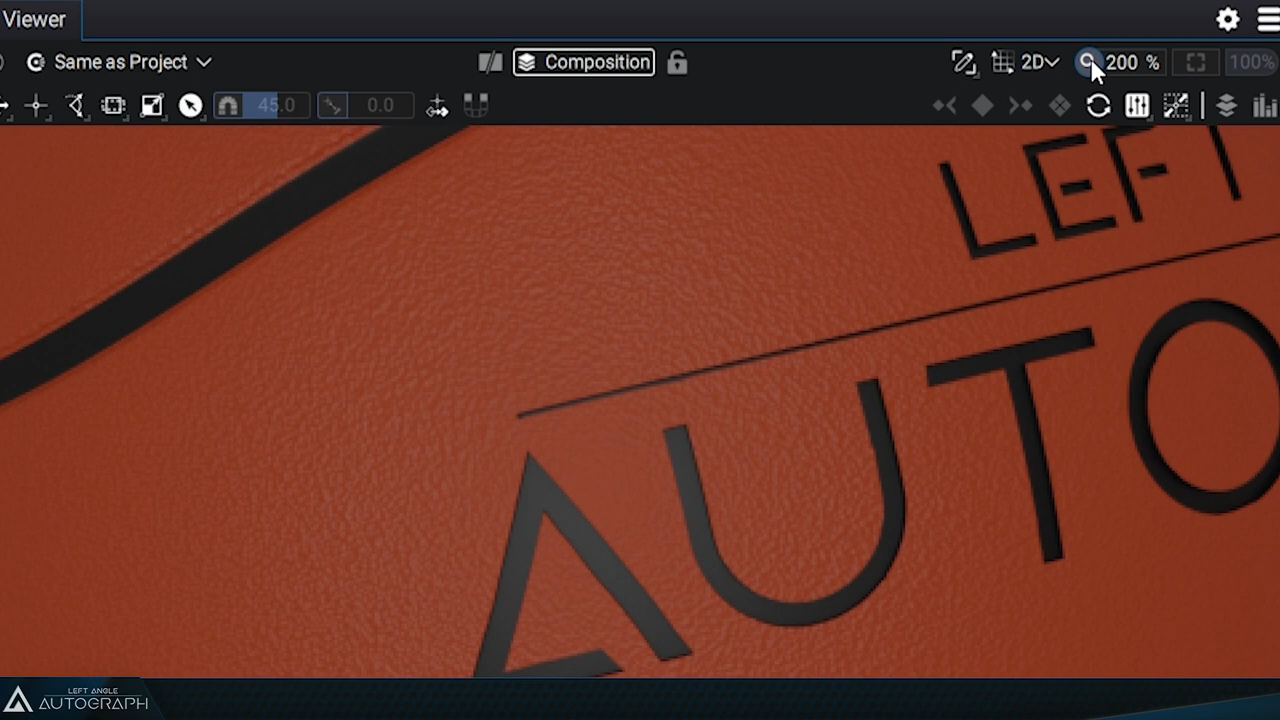 Viewer
Same as Project
Composition
2D
200 %
100%
45.0
0.0
LEFT
AUTO
LEFT ANGLE
AUTOGRAPH